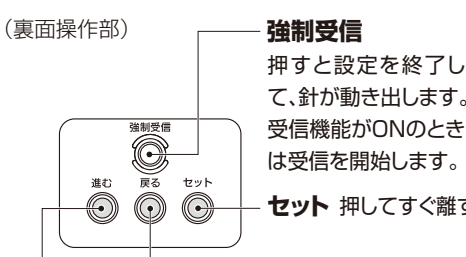 （裏面操作部）
強制受信
押すと設定を終了し
て、針が動き出します。
受信機能がONのとき
は受信を開始します。
強制受信
進む 戻る セット
セット 押してすぐ離す